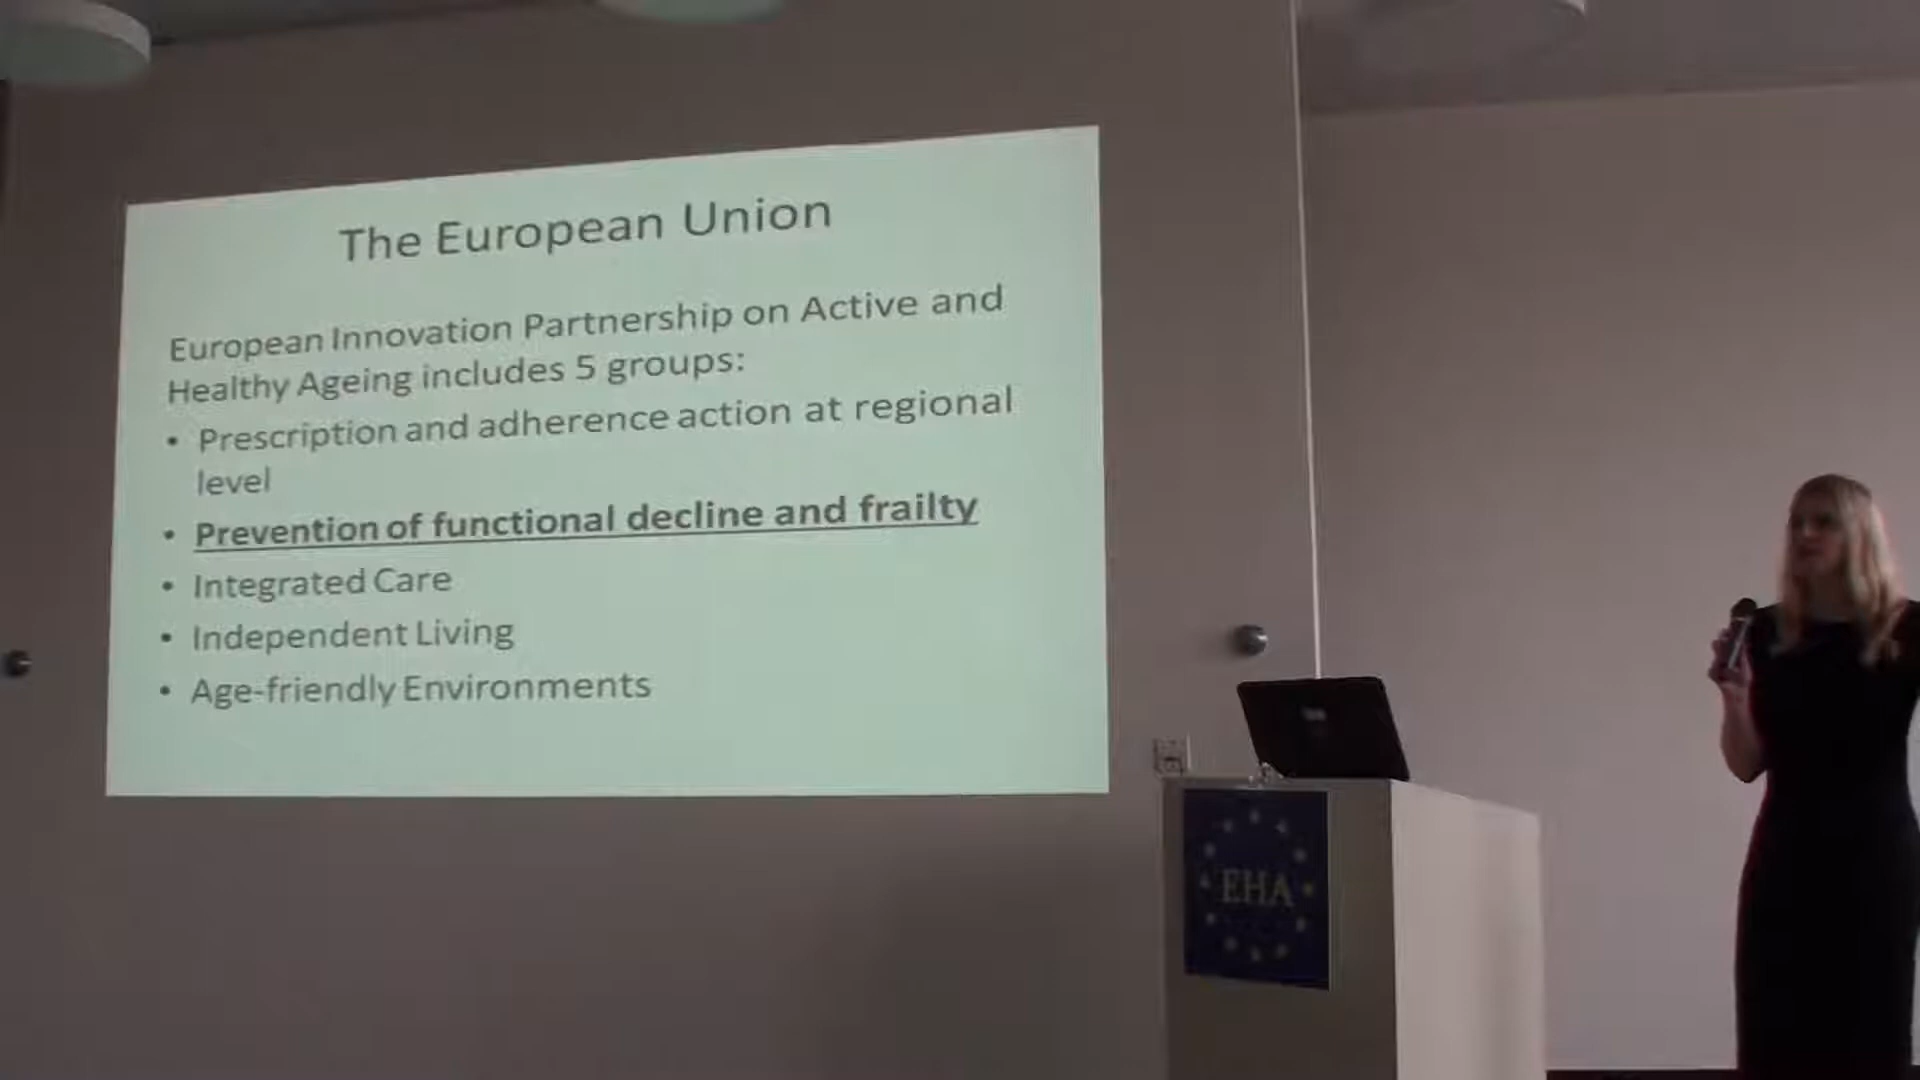 The European Union
European Innovation Partnership on Active and
Healthy Ageing includes 5 groups:
• Prescription and adherence action at regional
level
• Prevention of functional decline and frailty
• Integrated Care
• Independent Living
• Age-friendly Environments
EHA